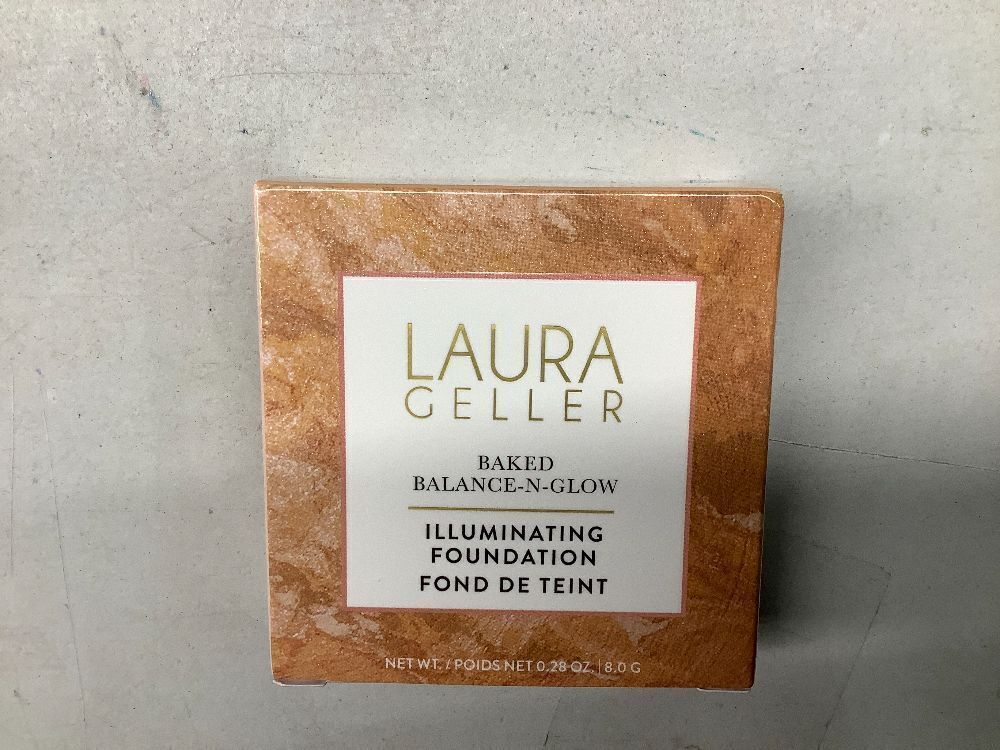 LAURA
GELLER
BAKED
BALANCE-N-GLOW
ILLUMINATING
FOUNDATION
FOND DE TEINT
NET WT. / POIDS NET 0.28 OZ. | 8.0 G